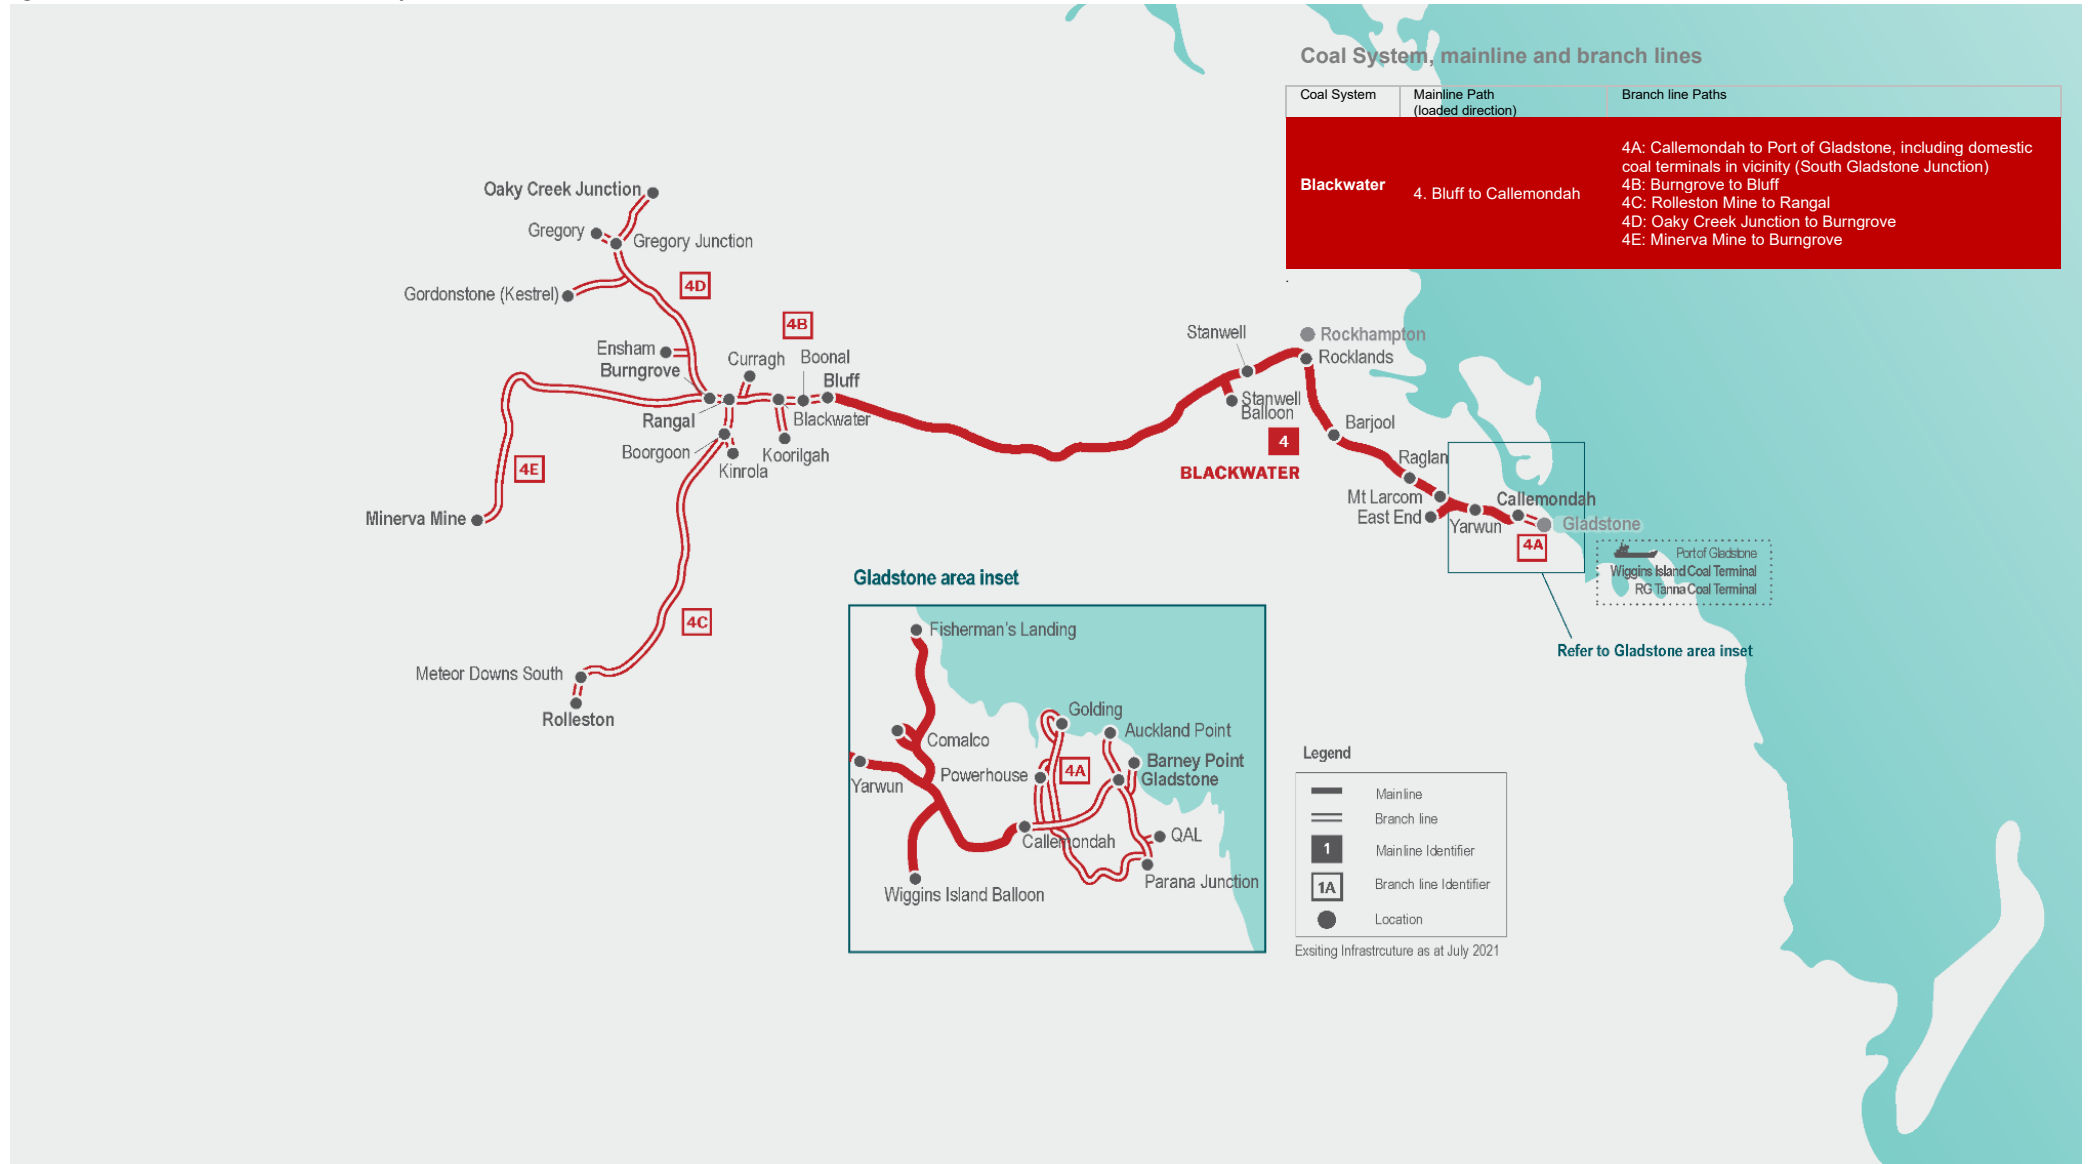 Coal System, mainline and branch lines
Coal System
Mainline Path
(loaded direction)
Branch line Paths
Blackwater
4. Bluff to Callemondah
4A: Callemondah to Port of Gladstone, including domestic
coal terminals in vicinity (South Gladstone Junction)
4B: Burngrove to Bluff
4C: Rolleston Mine to Rangal
4D: Oaky Creek Junction to Burngrove
4E: Minerva Mine to Burngrove
Oaky Creek Junction
Gregory
Gregory Junction
4D
Gordonstone (Kestrel)
4B
Ensham
Burngrove
Curragh
Boonal
Bluff
Rangal
Blackwater
Boorgoon
Koorilgah
Kinrola
4E
Minerva Mine
4C
Meteor Downs South
Rolleston
Stanwell
Rockhampton
Rocklands
Stanwell
Balloon
4
BLACKWATER
Barjool
Raglan
Mt Larcom
East End
Yarwun
Callemondah
Gladstone
4A
Port of Gladstone
Wiggins Island Coal Terminal
RG Tanna Coal Terminal
Refer to Gladstone area inset
Gladstone area inset
Fisherman's Landing
Golding
Auckland Point
Comalco
Barney Point
Powerhouse
4A
Gladstone
Yarwun
Callemondah
QAL
Parana Junction
Wiggins Island Balloon
Legend
Mainline
Branch line
1
Mainline Identifier
1A
Branch line Identifier
Location
Exsiting Infrastrcuture as at July 2021